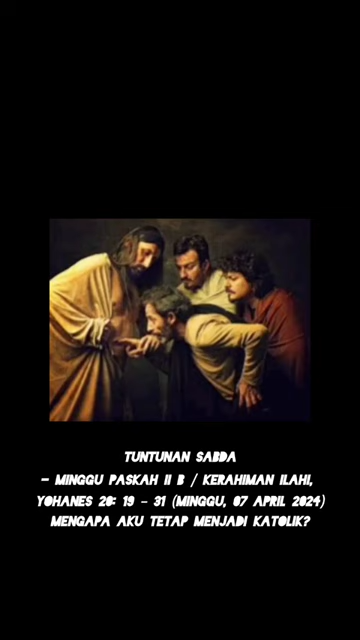 TUNTUNAN SABDA
- MINGGU PASKAH II B / KERAHIMAN ILAHI,
YOHANES 20: 19 - 31 (MINGGU, 07 APRIL 2024)
MENGAPA AKU TETAP MENJADI KATOLIK?